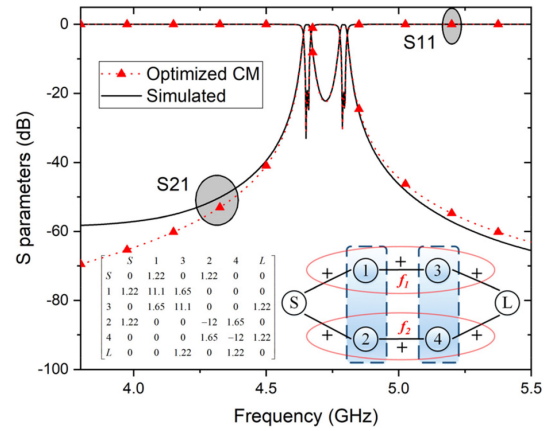 0
-20
-40
-60
-80
-100
S parameters (dB)
S11
Optimized CM
Simulated
S21
S 1 3 2 4 L
S 0 1.22 0 1.22 0 0
1 1.22 11.1 1.65 0 0 0
3 0 1.65 11.1 0 0 1.22
2 1.22 0 0 −12 1.65 0
4 0 0 0 1.65 −12 1.22
L 0 0 1.22 0 1.22 0
+ 1 + 3 +
f1
S L
f2
+ 2 + 4 +
4.0 4.5 5.0 5.5
Frequency (GHz)